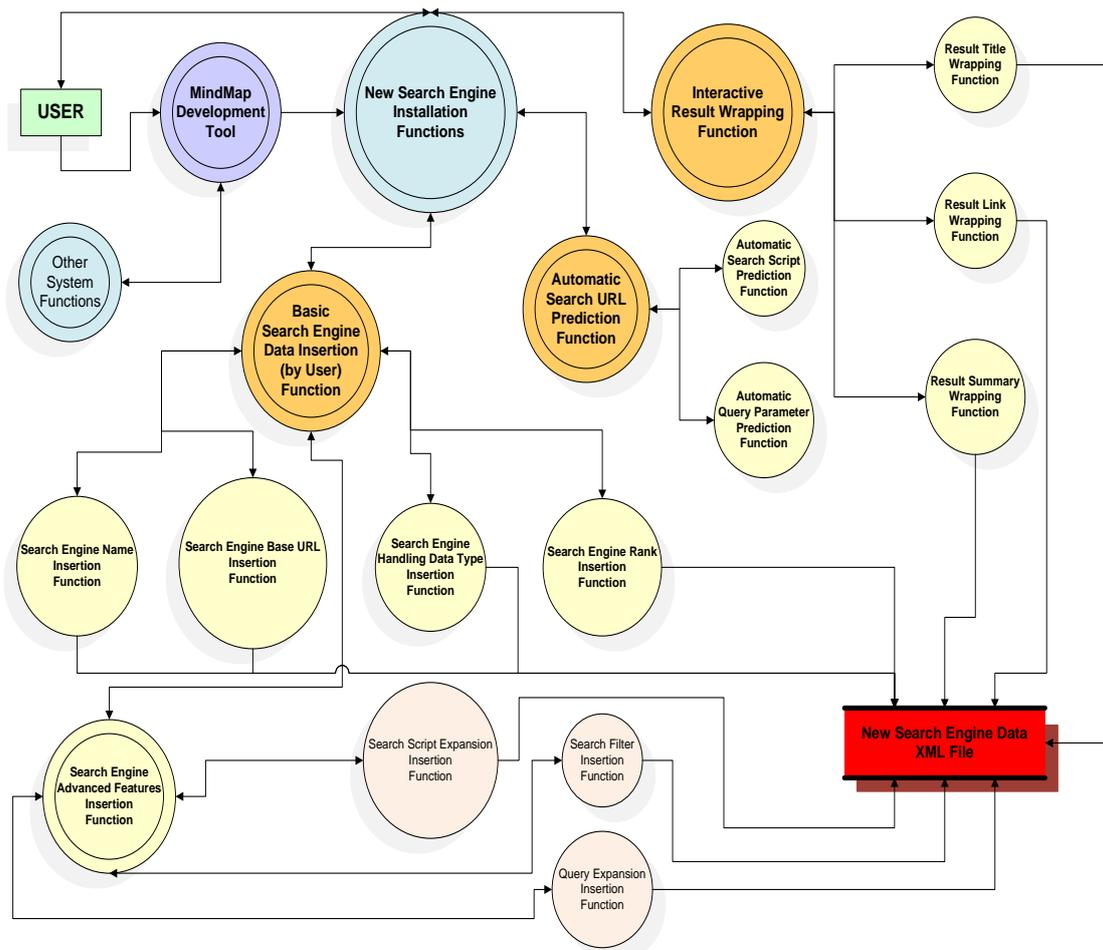 USER
MindMap
Development
Tool
New Search Engine
Installation
Functions
Interactive
Result Wrapping
Function
Result Title
Wrapping
Function
Result Link
Wrapping
Function
Other
System
Functions
Automatic
Search Script
Prediction
Function
Automatic
Search URL
Prediction
Function
Basic
Search Engine
Data Insertion
(by User)
Function
Result Summary
Wrapping
Function
Automatic
Query Parameter
Prediction
Function
Search Engine Name
Insertion
Function
Search Engine Base URL
Insertion
Function
Search Engine
Handling Data Type
Insertion
Function
Search Engine Rank
Insertion
Function
New Search Engine Data
XML File
Search Script Expansion
Insertion
Function
Search Filter
Insertion
Function
Search Engine
Advanced Features
Insertion
Function
Query Expansion
Insertion
Function